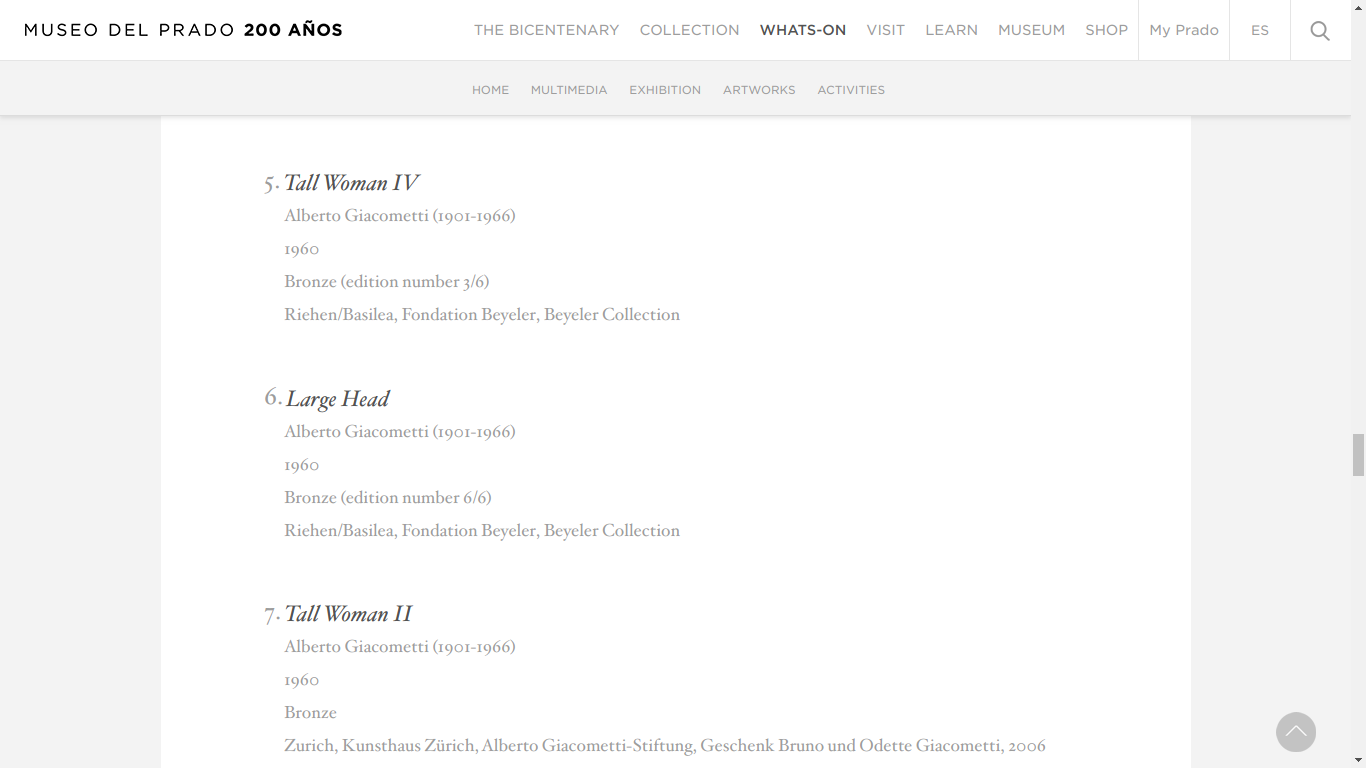 MUSEO DEL PRADO 200 AÑOS
THE BICENTENARY COLLECTION WHATS-ON VISIT LEARN MUSEUM SHOP My Prado ES
HOME MULTIMEDIA EXHIBITION ARTWORKS ACTIVITIES
5. Tall Woman IV
Alberto Giacometti (1901-1966)
1960
Bronze (edition number 3/6)
Riehen/Basilea, Fondation Beyeler, Beyeler Collection
6. Large Head
Alberto Giacometti (1901-1966)
1960
Bronze (edition number 6/6)
Riehen/Basilea, Fondation Beyeler, Beyeler Collection
7. Tall Woman II
Alberto Giacometti (1901-1966)
1960
Bronze
Zurich, Kunsthaus Zürich, Alberto Giacometti-Stiftung, Geschenk Bruno und Odette Giacometti, 2006